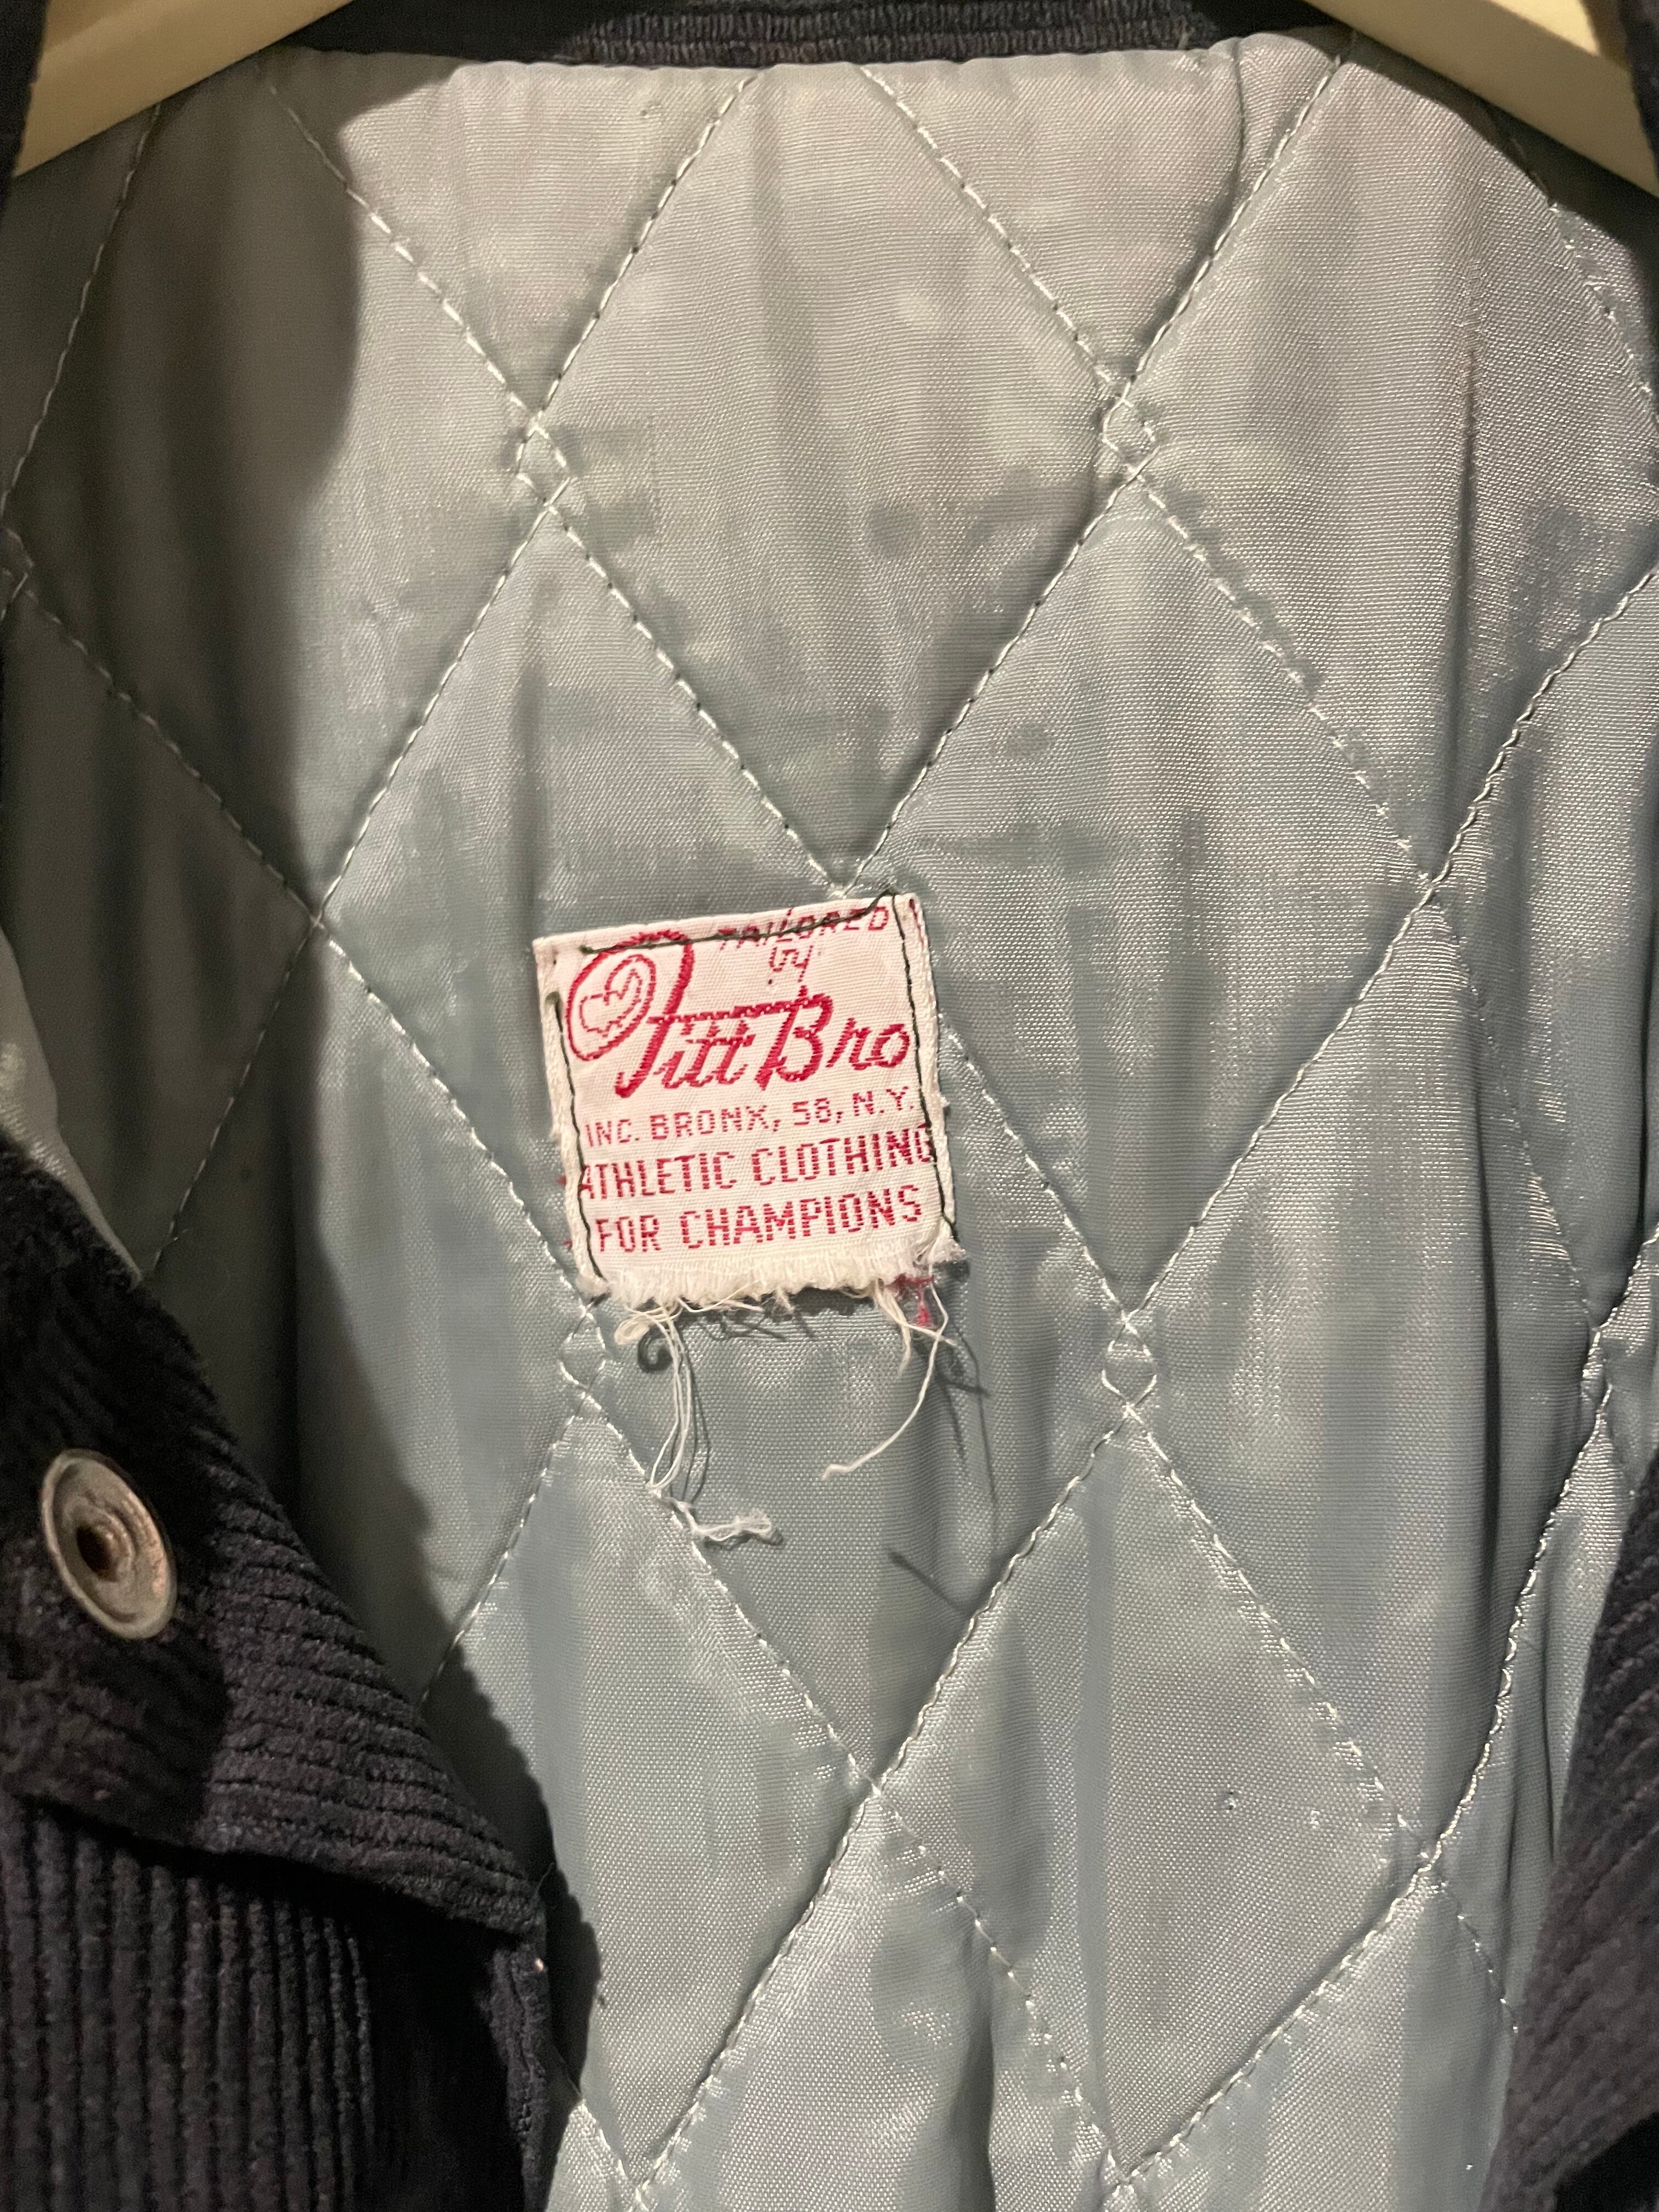 TAILORED
by
Pitt Bro
INC. BRONX, 58, N.Y.
ATHLETIC CLOTHING
FOR CHAMPIONS